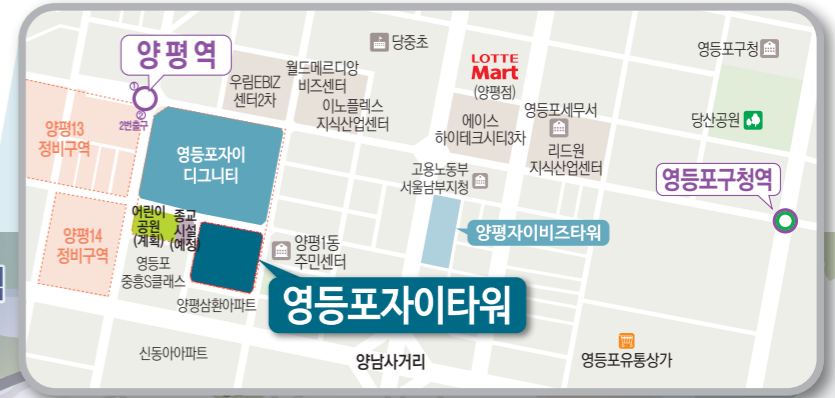 양평역
①
②
2번출구
당중초
영등포구청
우림EBIZ
센터2차
월드메르디앙
비즈센터
이노플렉스
지식산업센터
LOTTE
Mart
(양평점)
에이스
하이테크시티3차
영등포세무서
리드원
지식산업센터
당산공원
영등포구청역
양평13
정비구역
영등포자이
디그니티
고용노동부
서울남부지청
양평자이비즈타워
어린이
공원
(계획)
종교
시설
(예정)
양평14
정비구역
영등포
중흥S클래스
양평1동
주민센터
양평삼환아파트
영등포자이타워
신동아아파트
양남사거리
영등포유통상가